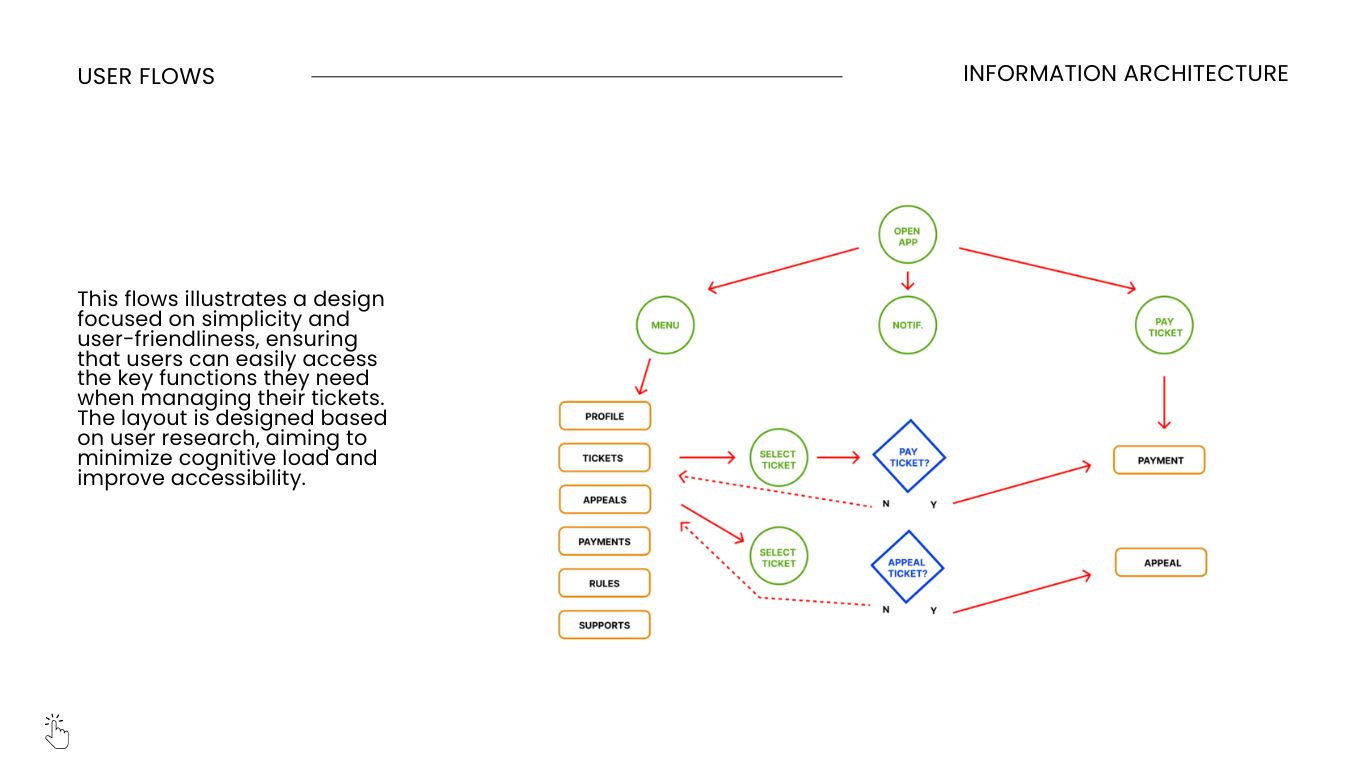 USER FLOWS
INFORMATION ARCHITECTURE
This flows illustrates a design
focused on simplicity and
user-friendliness, ensuring
that users can easily access
the key functions they need
when managing their tickets.
The layout is designed based
on user research, aiming to
minimize cognitive load and
improve accessibility.
OPEN
APP
MENU
NOTIF.
PAY
TICKET
PROFILE
TICKETS
APPEALS
PAYMENTS
RULES
SUPPORTS
SELECT
TICKET
PAY
TICKET?
N
Y
PAYMENT
SELECT
TICKET
APPEAL
TICKET?
N
Y
APPEAL